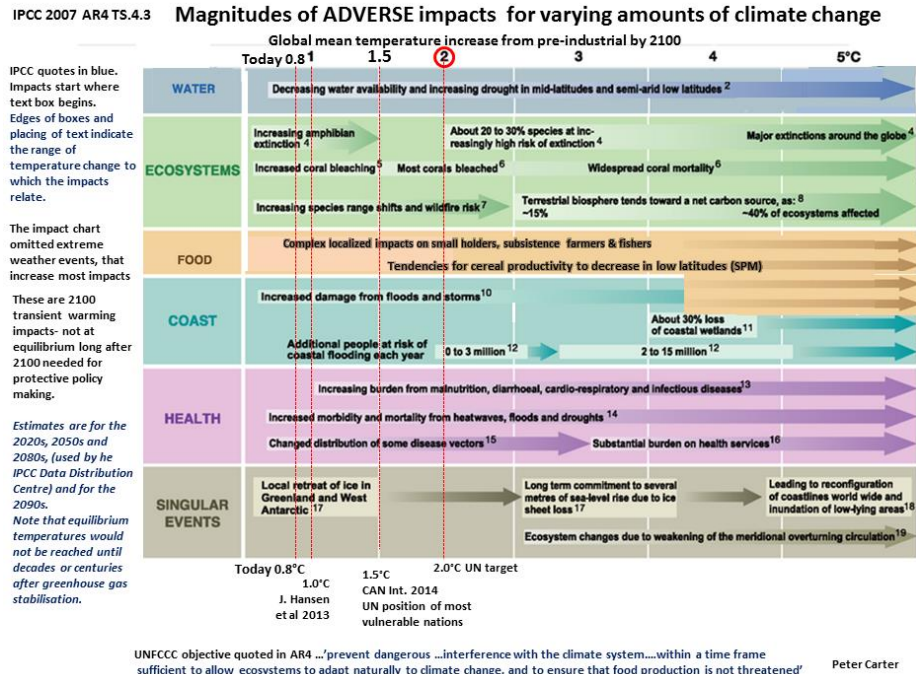 IPCC 2007 AR4 TS.4.3
Magnitudes of ADVERSE impacts for varying amounts of climate change
Global mean temperature increase from pre-industrial by 2100
Today 0.8 1 1.5 2 3 4 5°C
IPCC quotes in blue.
Impacts start where
text box begins.
Edges of boxes and
placing of text indicate
the range of
temperature change to
which the impacts
relate.
The impact chart
omitted extreme
weather events, that
increase most impacts
These are 2100
transient warming
impacts- not at
equilibrium long after
2100 needed for
protective policy
making.
Estimates are for the
2020s, 2050s and
2080s, (used by he
IPCC Data Distribution
Centre) and for the
2090s.
Note that equilibrium
temperatures would
not be reached until
decades or centuries
after greenhouse gas
stabilisation.
WATER
Decreasing water availability and increasing drought in mid-latitudes and semi-arid low latitudes 2
ECOSYSTEMS
Increasing amphibian
extinction 4
About 20 to 30% species at inc-
reasingly high risk of extinction 4
Major extinctions around the globe 4
Increased coral bleaching 5
Most corals bleached 6
Widespread coral mortality 6
Increasing species range shifts and wildfire risk 7
Terrestrial biosphere tends toward a net carbon source, as: 8
~15%
~40% of ecosystems affected
FOOD
Complex localized impacts on small holders, subsistence farmers & fishers
Tendencies for cereal productivity to decrease in low latitudes (SPM)
COAST
Increased damage from floods and storms 10
About 30% loss
of coastal wetlands 11
Additional people at risk of
coastal flooding each year
0 to 3 million 12
2 to 15 million 12
HEALTH
Increasing burden from malnutrition, diarrhoeal, cardio-respiratory and infectious diseases 13
Increased morbidity and mortality from heatwaves, floods and droughts 14
Changed distribution of some disease vectors 15
Substantial burden on health services 16
SINGULAR
EVENTS
Local retreat of ice in
Greenland and West
Antarctic 17
Long term commitment to several
metres of sea-level rise due to ice
sheet loss 17
Leading to reconfiguration
of coastlines world wide and
inundation of low-lying areas 18
Ecosystem changes due to weakening of the meridional overturning circulation 19
Today 0.8°C
1.0°C
J. Hansen
et al 2013
1.5°C
CAN Int. 2014
UN position of most
vulnerable nations
2.0°C UN target
UNFCCC objective quoted in AR4 ...'prevent dangerous ...interference with the climate system....within a time frame
sufficient to allow ecosystems to adapt naturally to climate change, and to ensure that food production is not threatened'
Peter Carter